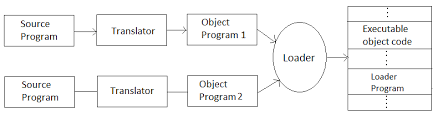 Source
Program
Translator
Object
Program 1
Source
Program
Translator
Object
Program 2
Loader
Executable
object code
Loader
Program